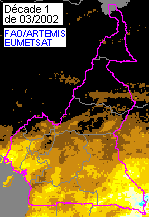 Décade 1
de 03/2002
FAO/ARTEMIS
EUMETSAT